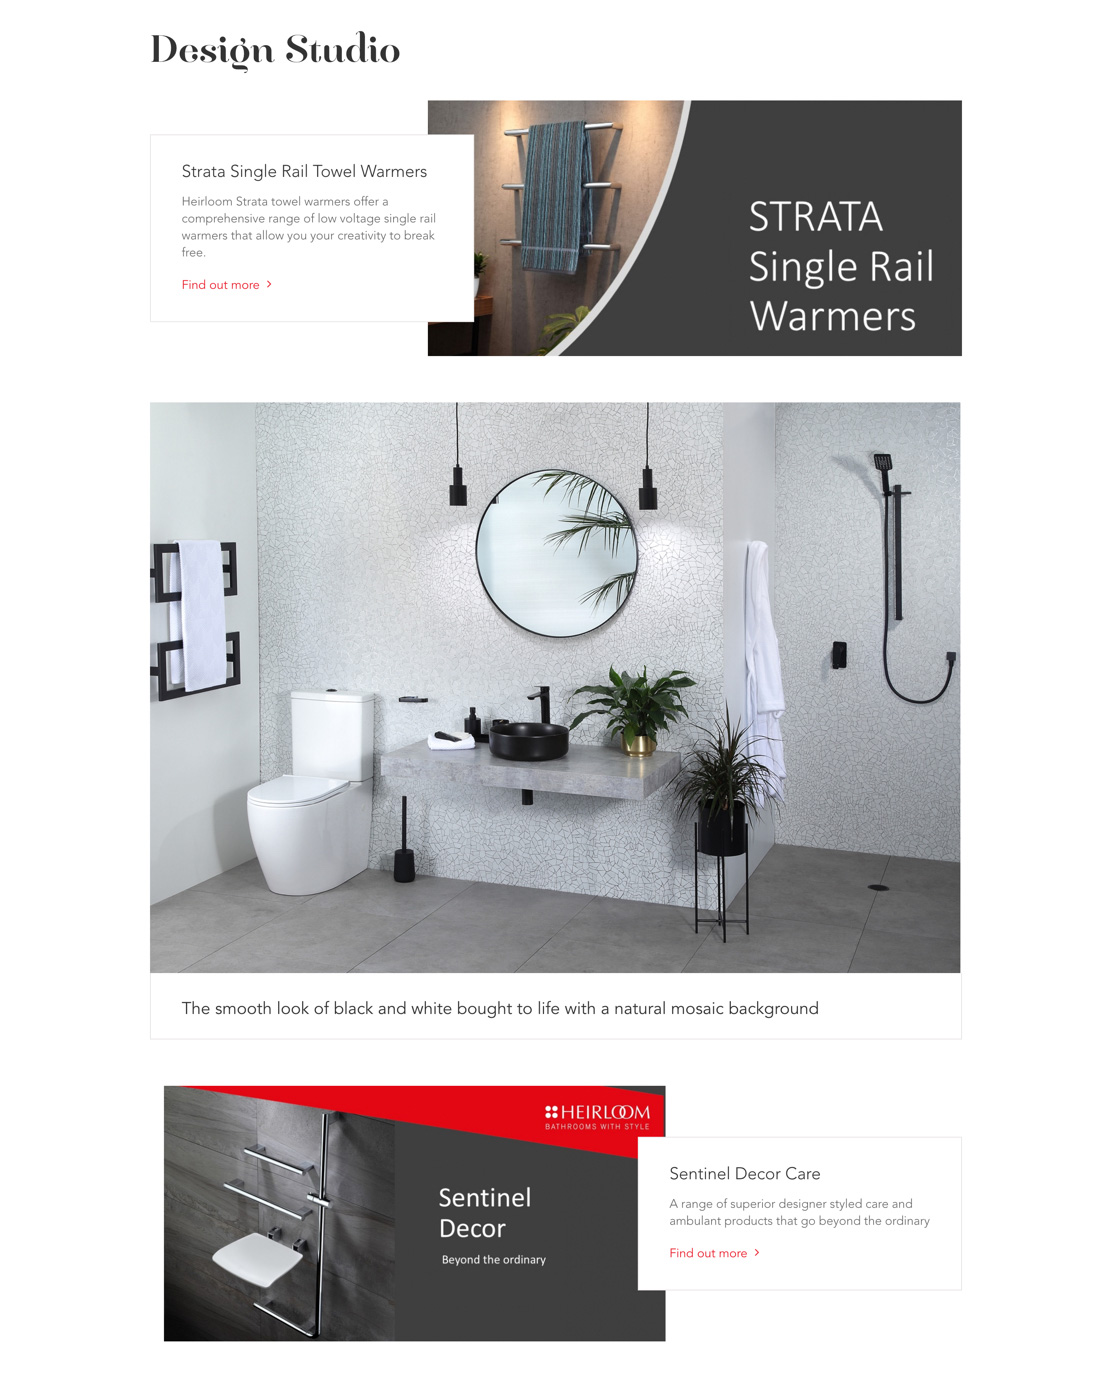 Design Studio
Strata Single Rail Towel Warmers
Heirloom Strata towel warmers offer a
comprehensive range of low voltage single rail
warmers that allow you your creativity to break
free.
Find out more
STRATA
Single Rail
Warmers
The smooth look of black and white bought to life with a natural mosaic background
HEIRLOOM
BATHROOMS WITH STYLE
Sentinel
Decor
Beyond the ordinary
Sentinel Decor Care
A range of superior designer styled care and
ambulant products that go beyond the ordinary
Find out more